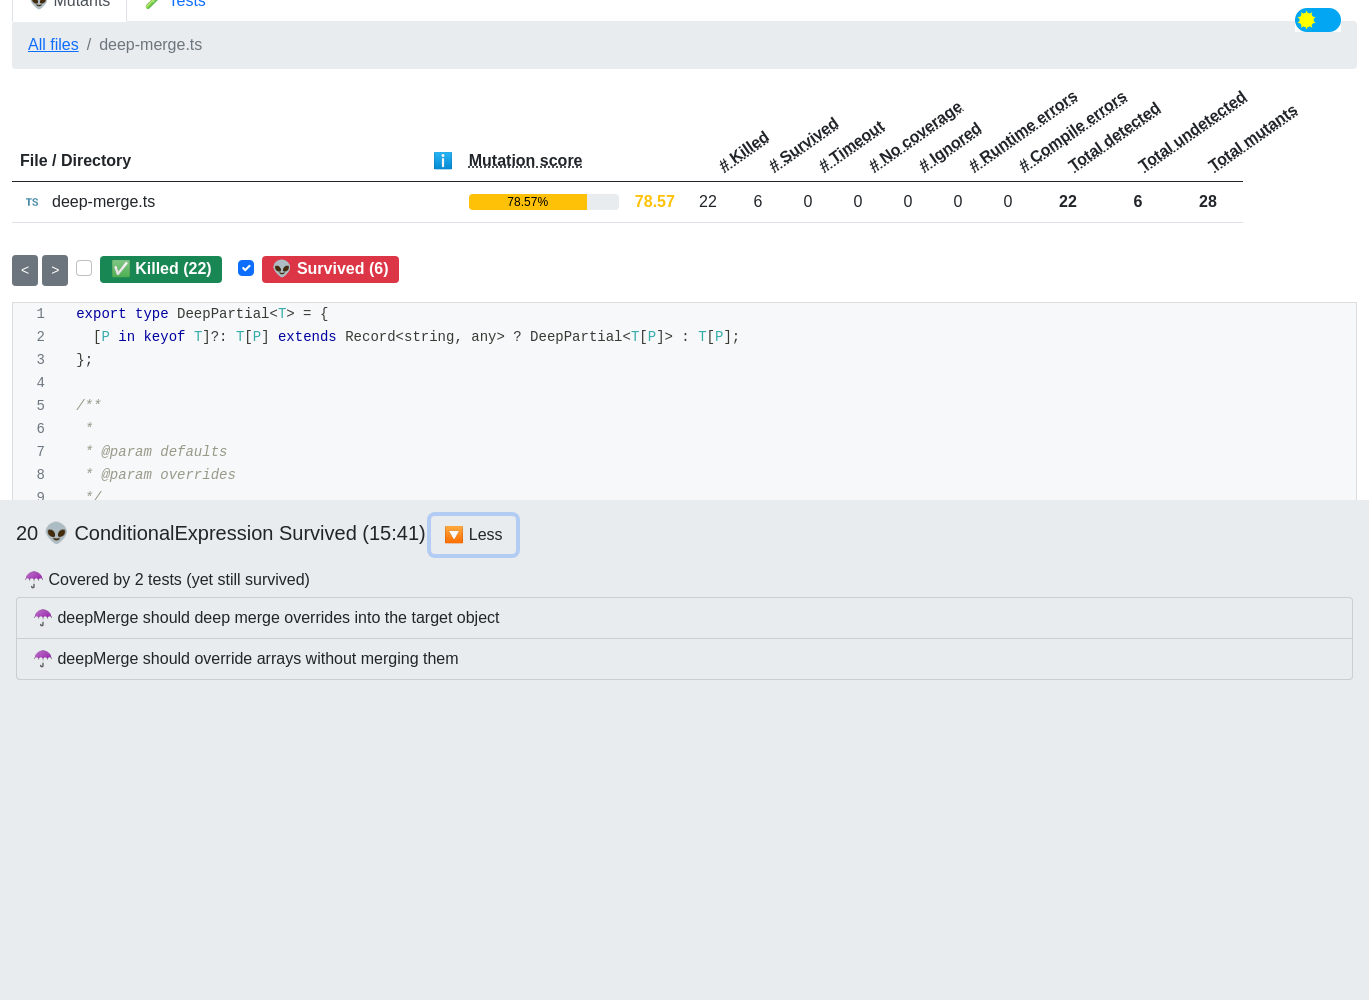 👽 Mutants 🧪 Tests
All files / deep-merge.ts
File / Directory ℹ️ Mutation score # Killed # Survived # Timeout # No coverage # Ignored # Runtime errors # Compile errors Total detected Total undetected Total mutants
TS deep-merge.ts 78.57% 78.57 22 6 0 0 0 0 0 22 6 28
< > ✅ Killed (22) 👽 Survived (6)
1 export type DeepPartial<T> = {
2 [P in keyof T]?: T[P] extends Record<string, any> ? DeepPartial<T[P]> : T[P];
3 };
4
5 /**
6 *
7 * @param defaults
8 * @param overrides
9 */
20 👽 ConditionalExpression Survived (15:41) 🔽 Less
☂️ Covered by 2 tests (yet still survived)
☂️ deepMerge should deep merge overrides into the target object
☂️ deepMerge should override arrays without merging them